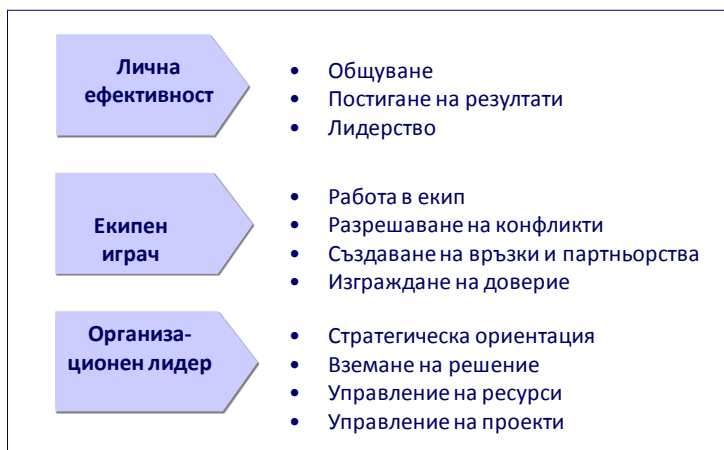 Лична
ефективност
• Общуване
• Постигане на резултати
• Лидерство
Екипен
играч
• Работа в екип
• Разрешаване на конфликти
• Създаване на връзки и партньорства
• Изграждане на доверие
Организа-
ционен лидер
• Стратегическа ориентация
• Вземане на решение
• Управление на ресурси
• Управление на проекти